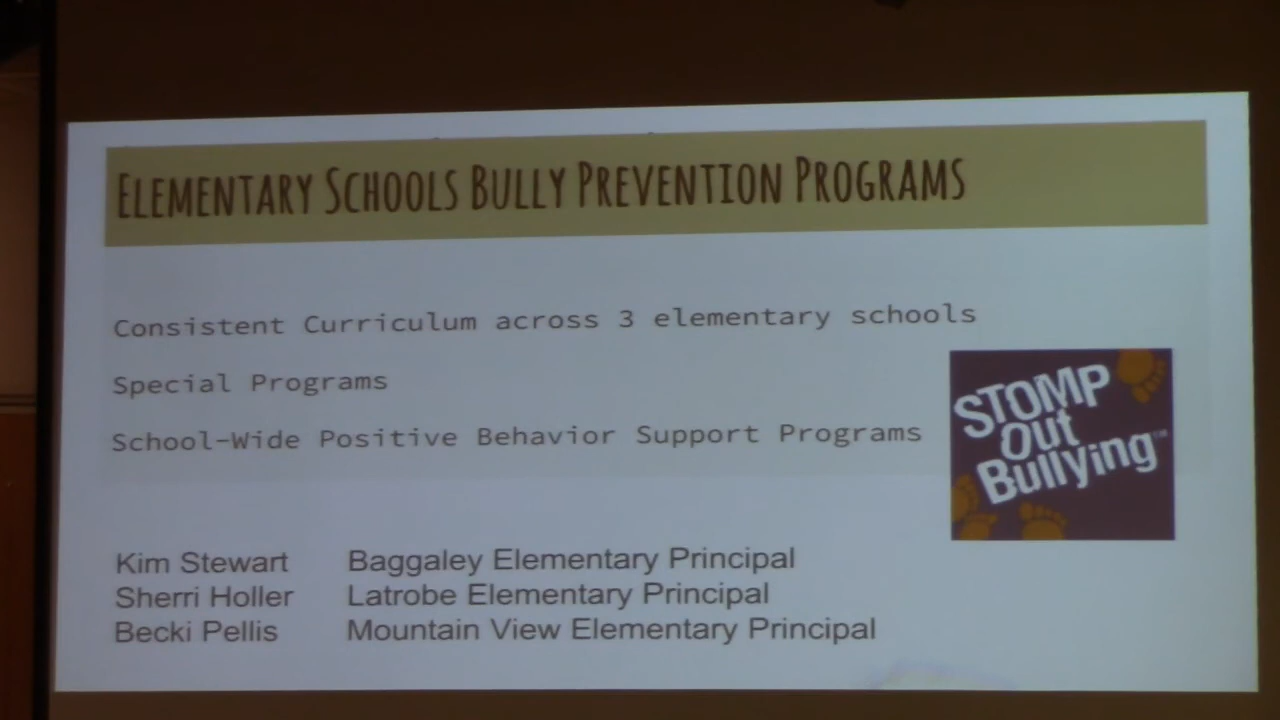 Elementary Schools Bully Prevention Programs
Consistent Curriculum across 3 elementary schools
Special Programs
School-Wide Positive Behavior Support Programs
STOMP
Out
Bullying™
Kim Stewart Baggaley Elementary Principal
Sherri Holler Latrobe Elementary Principal
Becki Pellis Mountain View Elementary Principal